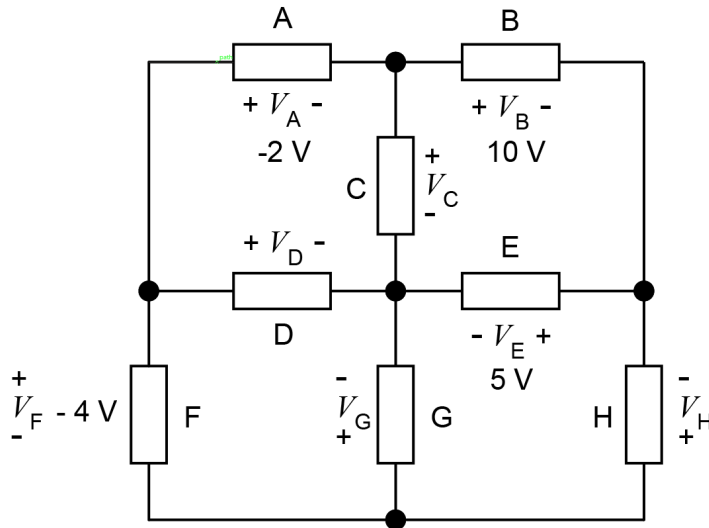 A
B
+ V_A -
-2 V
+ V_B -
10 V
C
+
V_C
-
+ V_D -
D
E
- V_E +
5 V
+
V_F - 4 V
-
F
-
V_G
+
G
H
-
V_H
+